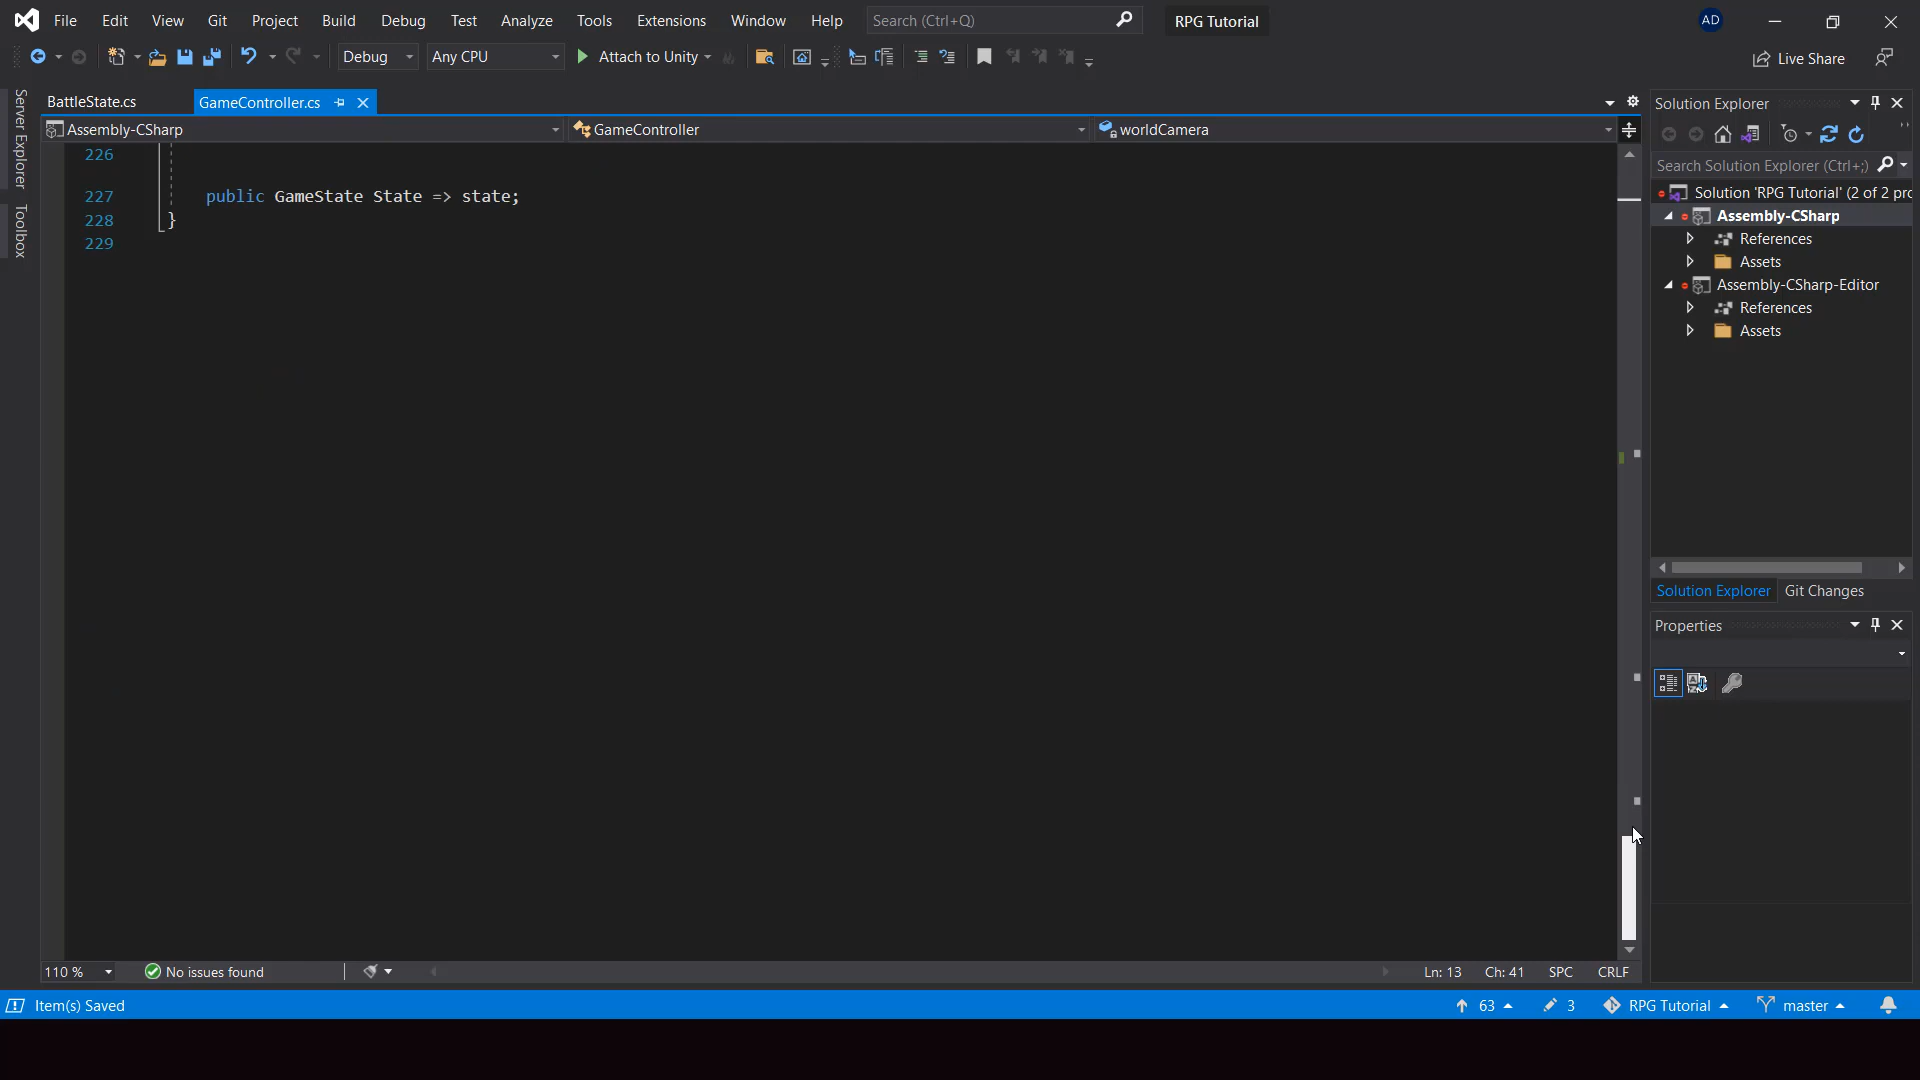 File Edit View Git Project Build Debug Test Analyze Tools Extensions Window Help Search (Ctrl+Q) RPG Tutorial AD
Debug Any CPU Attach to Unity Live Share
Server Explorer
Toolbox
BattleState.cs GameController.cs
Assembly-CSharp GameController worldCamera
226
227 public GameState State => state;
228 }
229
Solution Explorer
Search Solution Explorer (Ctrl+;)
Solution 'RPG Tutorial' (2 of 2 pro
Assembly-CSharp
References
Assets
Assembly-CSharp-Editor
References
Assets
Solution Explorer Git Changes
Properties
110 % No issues found Ln: 13 Ch: 41 SPC CRLF
Item(s) Saved 63 3 RPG Tutorial master